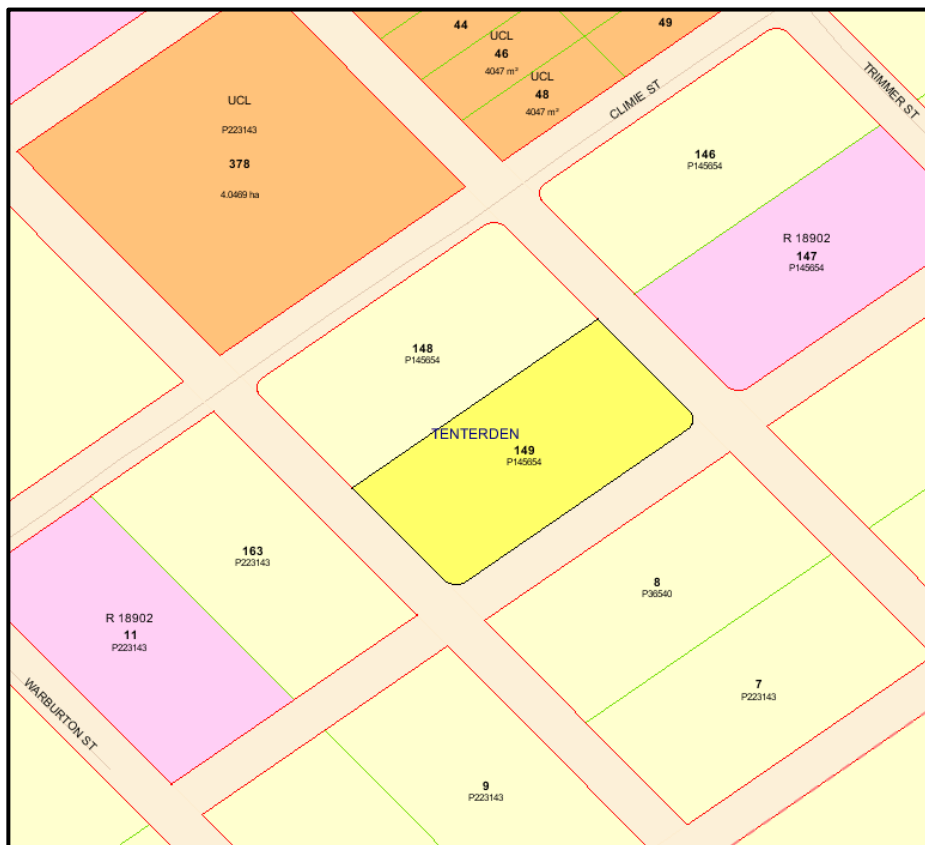 44
49
UCL
46
4047 m²
UCL
48
4047 m²
UCL
P223143
378
4.0469 ha
CLIMIE ST
TRIMMER ST
146
P145654
R 18902
147
P145654
148
P145654
TENTERDEN
149
P145654
163
P223143
8
P36540
R 18902
11
P223143
7
P223143
WARBURTON ST
9
P223143